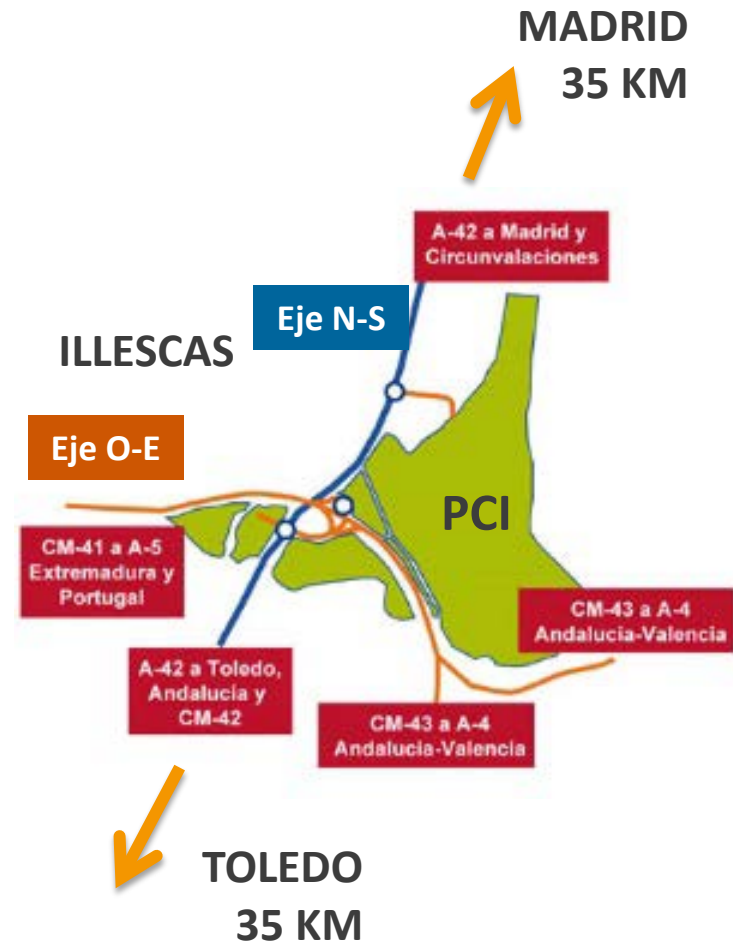 MADRID
35 KM
A-42 a Madrid y
Circunvalaciones
Eje N-S
ILLESCAS
Eje O-E
PCI
CM-41 a A-5
Extremadura y
Portugal
CM-43 a A-4
Andalucia-Valencia
A-42 a Toledo,
Andalucia y
CM-42
CM-43 a A-4
Andalucia-Valencia
TOLEDO
35 KM